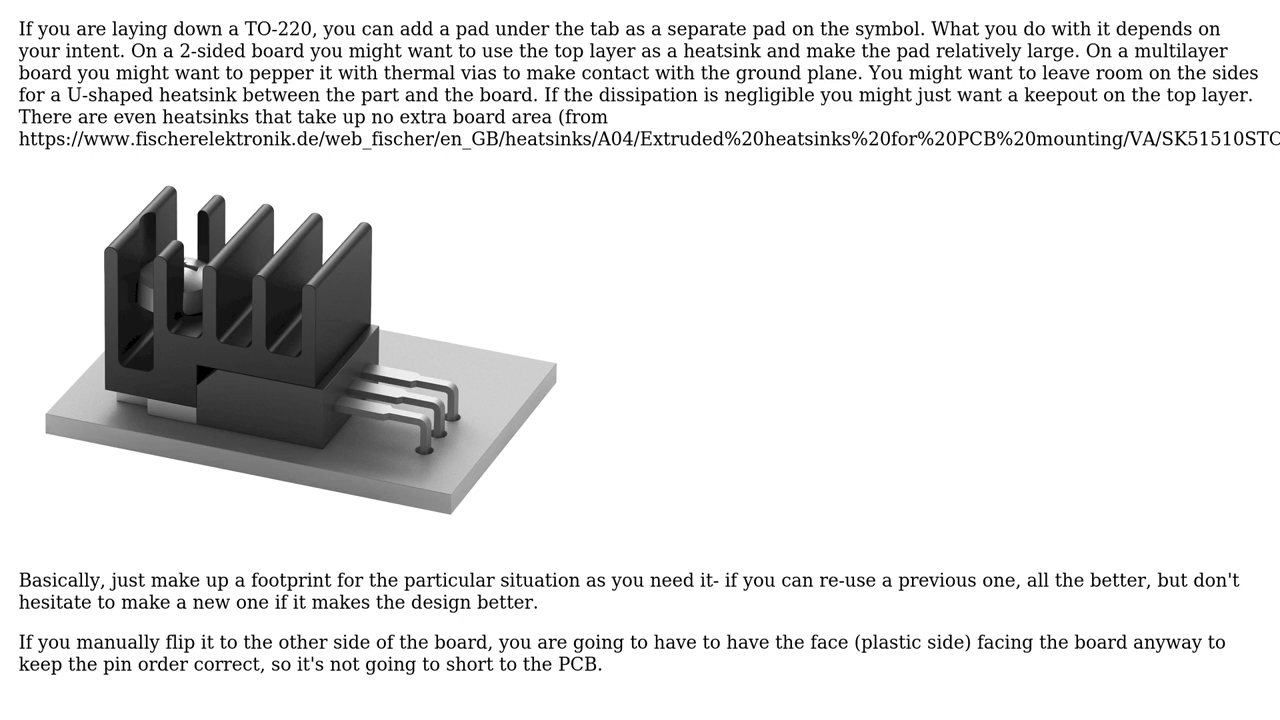 If you are laying down a TO-220, you can add a pad under the tab as a separate pad on the symbol. What you do with it depends on
your intent. On a 2-sided board you might want to use the top layer as a heatsink and make the pad relatively large. On a multilayer
board you might want to pepper it with thermal vias to make contact with the ground plane. You might want to leave room on the sides
for a U-shaped heatsink between the part and the board. If the dissipation is negligible you might just want a keepout on the top layer.
There are even heatsinks that take up no extra board area (from
https://www.fischerelektronik.de/web_fischer/en_GB/heatsinks/A04/Extruded%20heatsinks%20for%20PCB%20mounting/VA/SK51510STC
Basically, just make up a footprint for the particular situation as you need it- if you can re-use a previous one, all the better, but don't
hesitate to make a new one if it makes the design better.
If you manually flip it to the other side of the board, you are going to have to have the face (plastic side) facing the board anyway to
keep the pin order correct, so it's not going to short to the PCB.